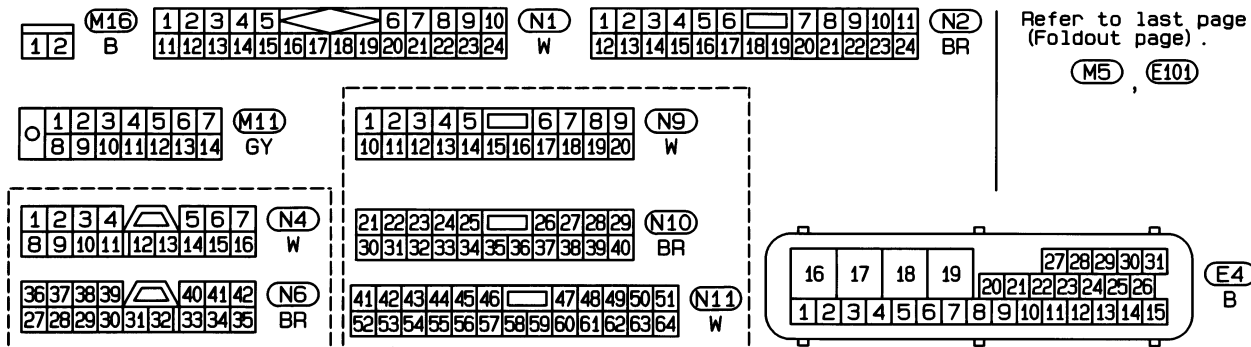 1 2 M16 B
1 2 3 4 5 6 7 8 9 10 N1
11 12 13 14 15 16 17 18 19 20 21 22 23 24 W
1 2 3 4 5 6 7 8 9 10 11 N2
12 13 14 15 16 17 18 19 20 21 22 23 24 BR
Refer to last page
(Foldout page) .
M5 , E101
1 2 3 4 5 6 7 M11
8 9 10 11 12 13 14 GY
1 2 3 4 5 6 7 8 9 N9
10 11 12 13 14 15 16 17 18 19 20 W
1 2 3 4 5 6 7 N4
8 9 10 11 12 13 14 15 16 W
21 22 23 24 25 26 27 28 29 N10
30 31 32 33 34 35 36 37 38 39 40 BR
36 37 38 39 40 41 42 N6
27 28 29 30 31 32 33 34 35 BR
41 42 43 44 45 46 47 48 49 50 51 N11
52 53 54 55 56 57 58 59 60 61 62 63 64 W
16 17 18 19 27 28 29 30 31 E4
20 21 22 23 24 25 26 B
1 2 3 4 5 6 7 8 9 10 11 12 13 14 15